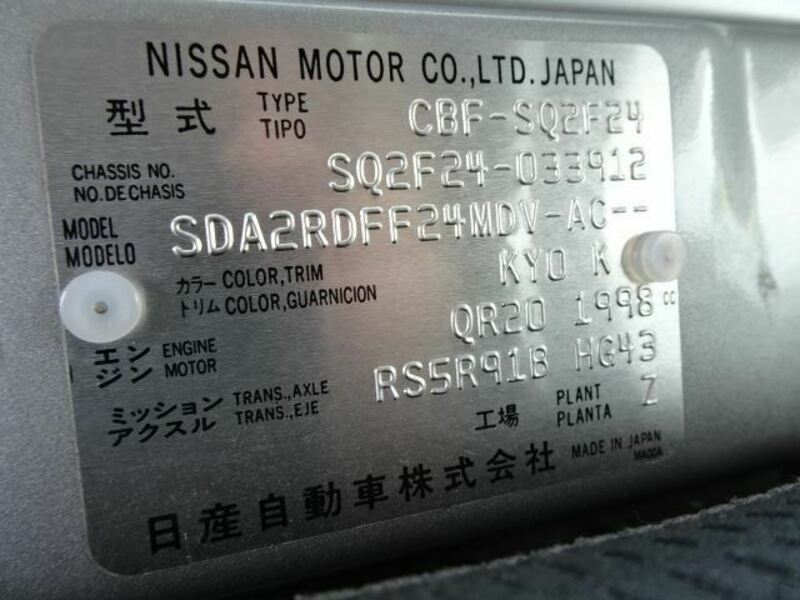 NISSAN MOTOR CO.,LTD. JAPAN
型式 TYPE TIPO CBF-SQ2F24
CHASSIS NO. NO. DE CHASIS SQ2F24-033912
MODEL MODELO SDA2RDFF24MDV-AC--
カラー COLOR, TRIM KY0 K
トリム COLOR, GUARNICION
エンジン ENGINE MOTOR QR20 1998 cc
ミッション TRANS., AXLE RS5R91B HG43
アクスル TRANS., EJE
工場 PLANT PLANTA Z
日産自動車株式会社 MADE IN JAPAN
MA00A